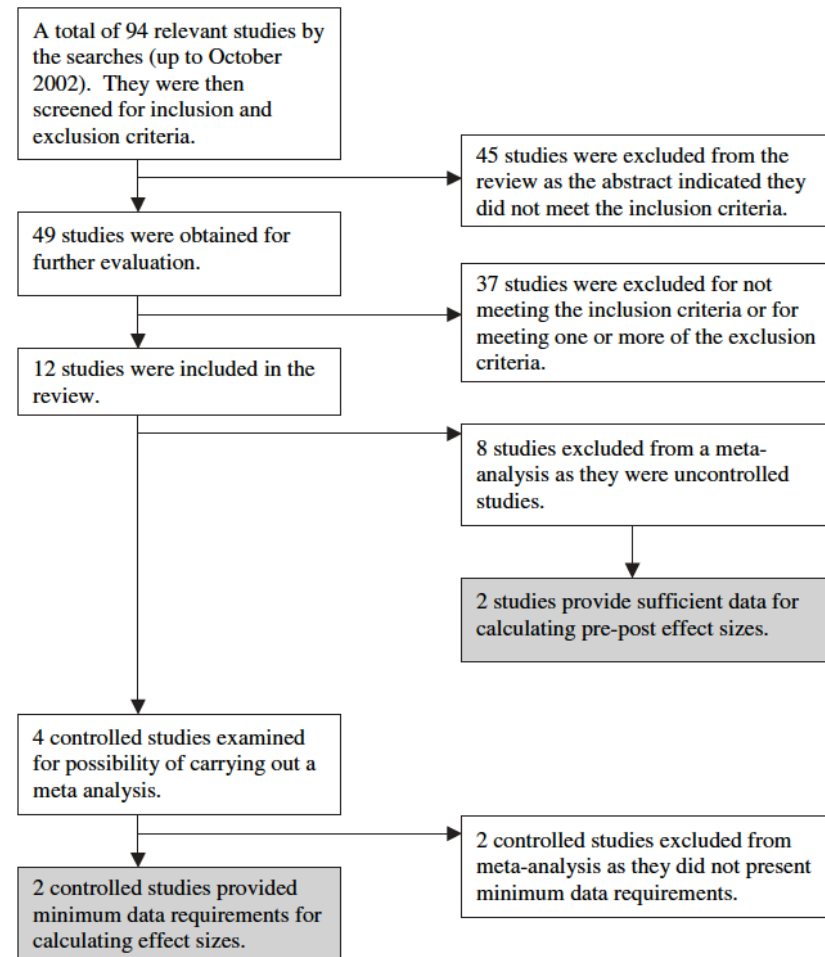 A total of 94 relevant studies by
the searches (up to October
2002).  They were then
screened for inclusion and
exclusion criteria.
45 studies were excluded from the
review as the abstract indicated they
did not meet the inclusion criteria.
49 studies were obtained for
further evaluation.
37 studies were excluded for not
meeting the inclusion criteria or for
meeting one or more of the exclusion
criteria.
12 studies were included in the
review.
8 studies excluded from a meta-
analysis as they were uncontrolled
studies.
2 studies provide sufficient data for
calculating pre-post effect sizes.
4 controlled studies examined
for possibility of carrying out a
meta analysis.
2 controlled studies excluded from
meta-analysis as they did not present
minimum data requirements.
2 controlled studies provided
minimum data requirements for
calculating effect sizes.